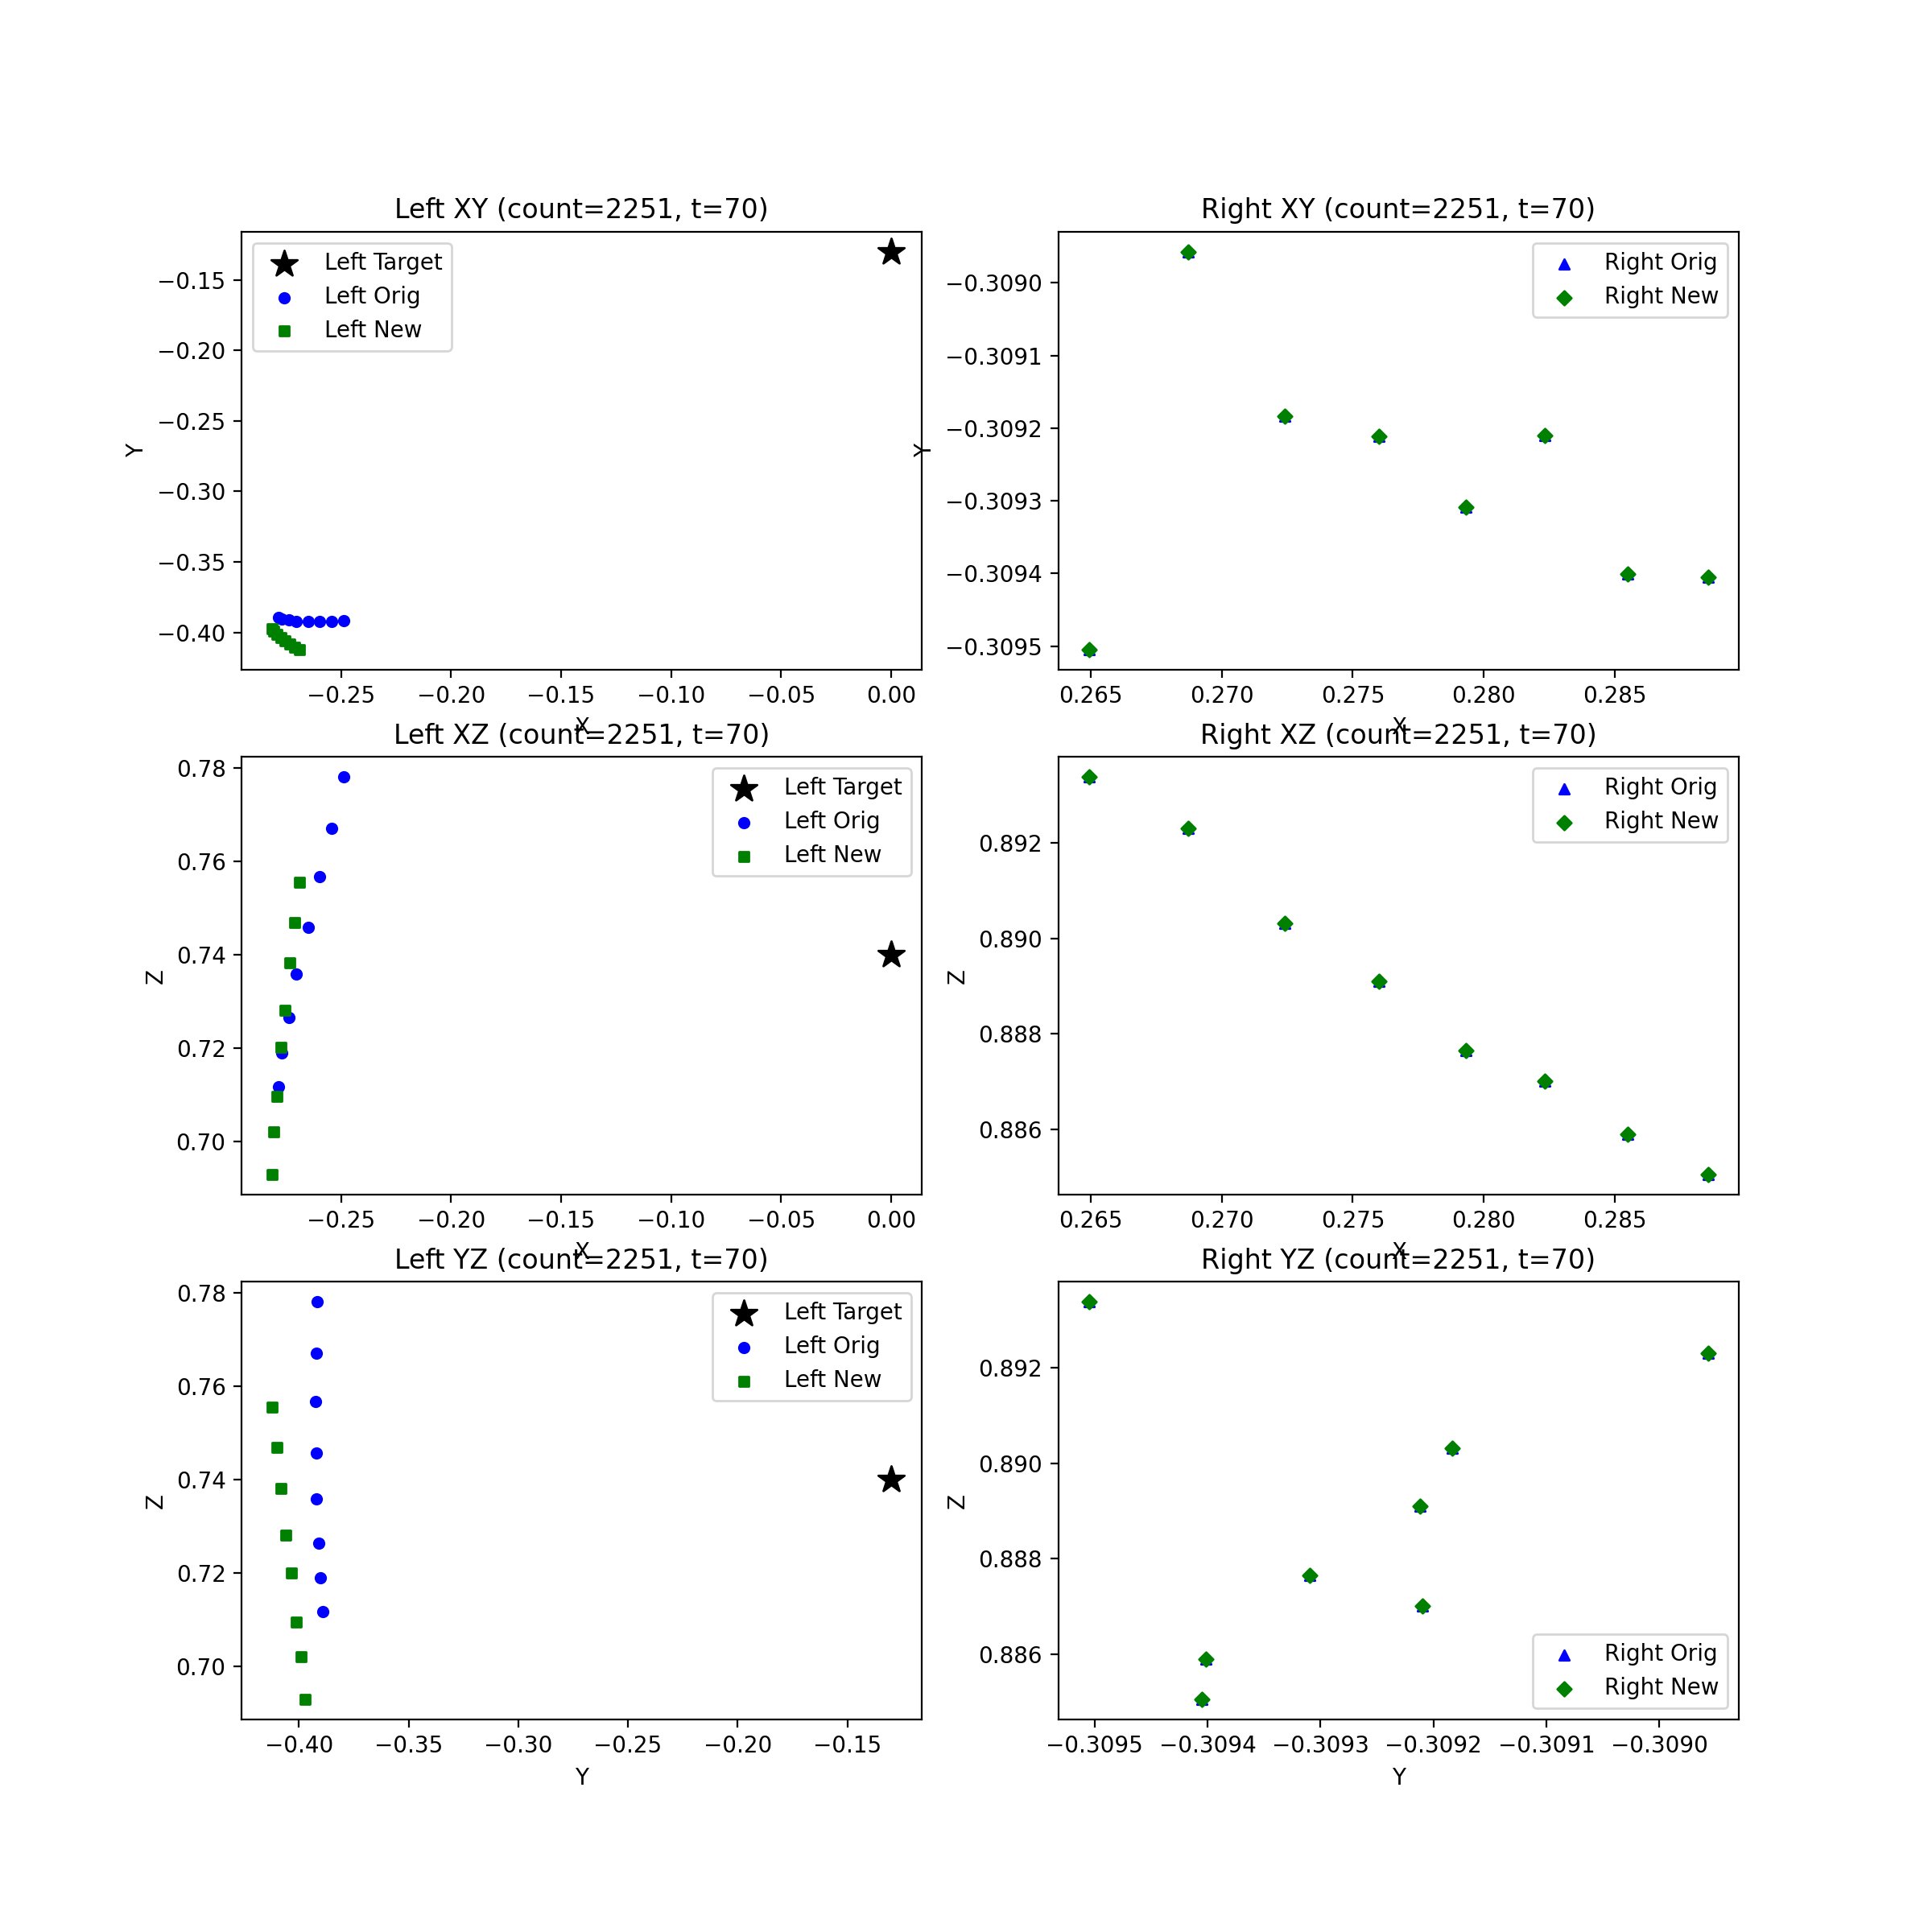 Left XY (count=2251, t=70)
Left Target
Left Orig
Left New
−0.15
−0.20
−0.25
−0.30
−0.35
−0.40
Y
−0.25 −0.20 −0.15 −0.10 −0.05 0.00
X
Right XY (count=2251, t=70)
Right Orig
Right New
−0.3090
−0.3091
−0.3092
−0.3093
−0.3094
−0.3095
Y
0.265 0.270 0.275 0.280 0.285
X
Left XZ (count=2251, t=70)
Left Target
Left Orig
Left New
0.78
0.76
0.74
0.72
0.70
Z
−0.25 −0.20 −0.15 −0.10 −0.05 0.00
X
Right XZ (count=2251, t=70)
Right Orig
Right New
0.892
0.890
0.888
0.886
Z
0.265 0.270 0.275 0.280 0.285
X
Left YZ (count=2251, t=70)
Left Target
Left Orig
Left New
0.78
0.76
0.74
0.72
0.70
Z
−0.40 −0.35 −0.30 −0.25 −0.20 −0.15
Y
Right YZ (count=2251, t=70)
Right Orig
Right New
0.892
0.890
0.888
0.886
Z
−0.3095 −0.3094 −0.3093 −0.3092 −0.3091 −0.3090
Y